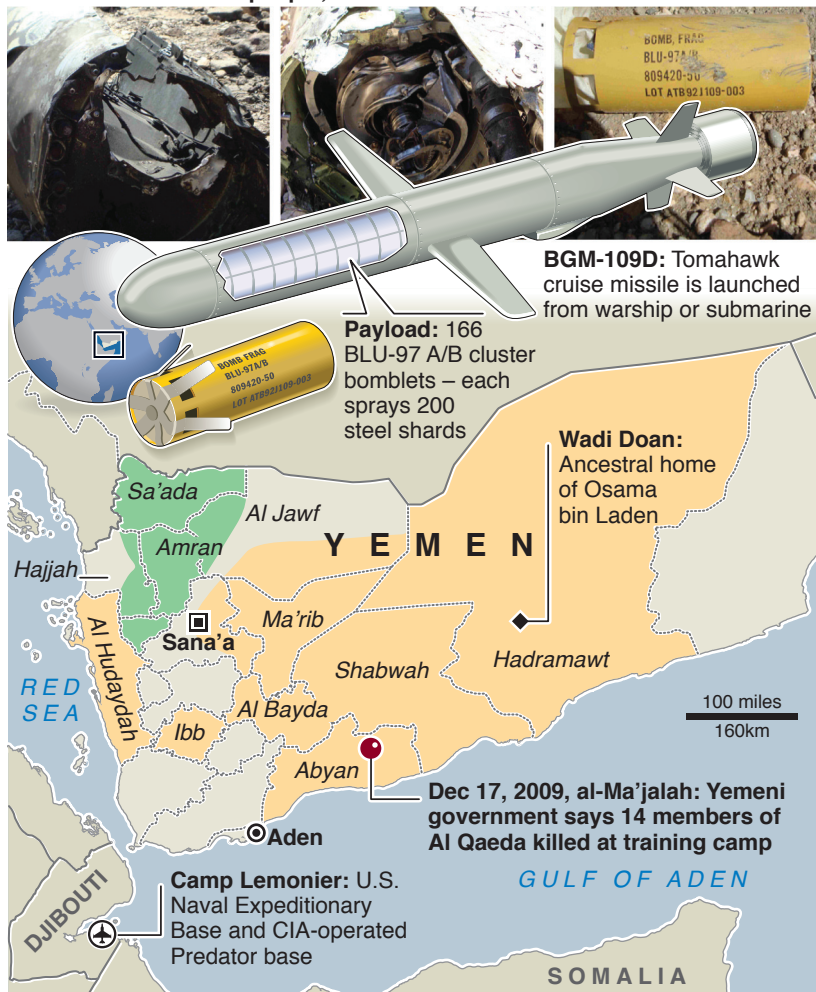 BOMB, FRAG
BLU-97A/B
809420-50
LOT ATB92J109-003
BGM-109D: Tomahawk
cruise missile is launched
from warship or submarine
Payload: 166
BLU-97 A/B cluster
bomblets – each
sprays 200
steel shards
BOMB FRAG
BLU-97A/B
809420-50
LOT ATB92J109-003
Wadi Doan:
Ancestral home
of Osama
bin Laden
Sa'ada
Al Jawf
YEMEN
Amran
Hajjah
Ma'rib
Sana'a
Al Hudaydah
Shabwah
Hadramawt
RED
SEA
Al Bayda
Ibb
100 miles
160km
Abyan
Dec 17, 2009, al-Ma'jalah: Yemeni
government says 14 members of
Al Qaeda killed at training camp
Aden
Camp Lemonier: U.S.
Naval Expeditionary
Base and CIA-operated
Predator base
GULF OF ADEN
DJIBOUTI
SOMALIA